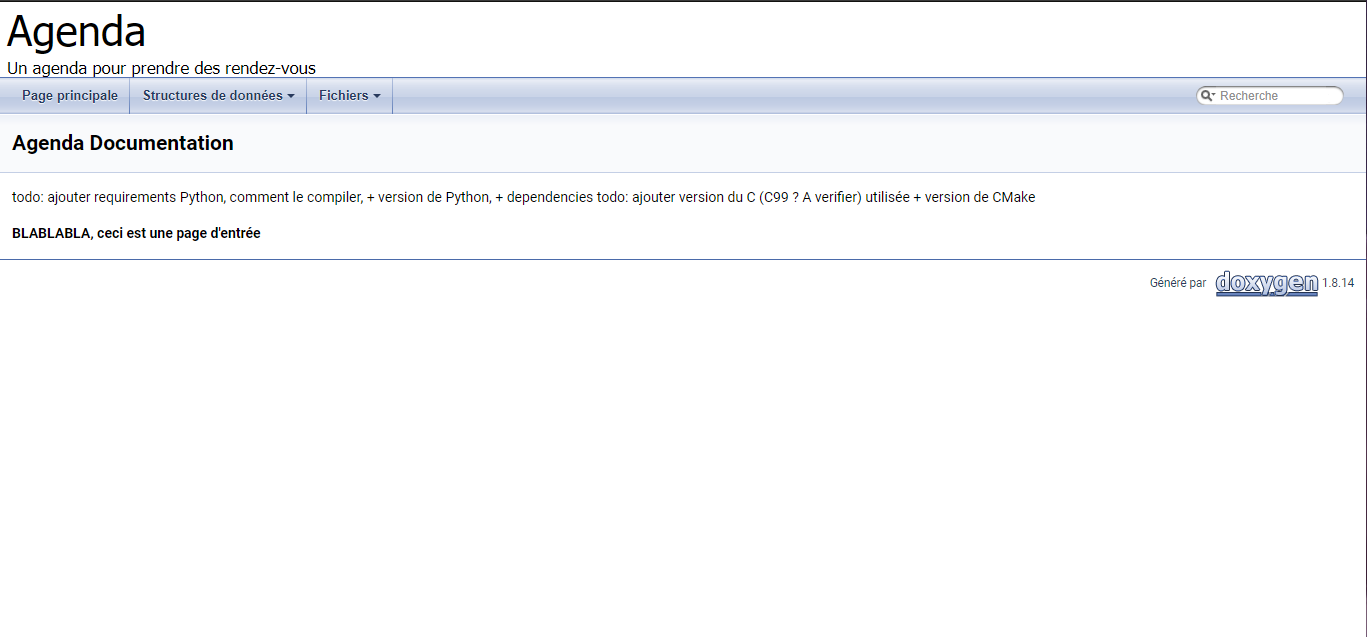 Agenda
Un agenda pour prendre des rendez-vous
Page principale Structures de données Fichiers Recherche
Agenda Documentation
todo: ajouter requirements Python, comment le compiler, + version de Python, + dependencies todo: ajouter version du C (C99 ? A verifier) utilisée + version de CMake
BLABLABLA, ceci est une page d'entrée
Généré par doxygen 1.8.14